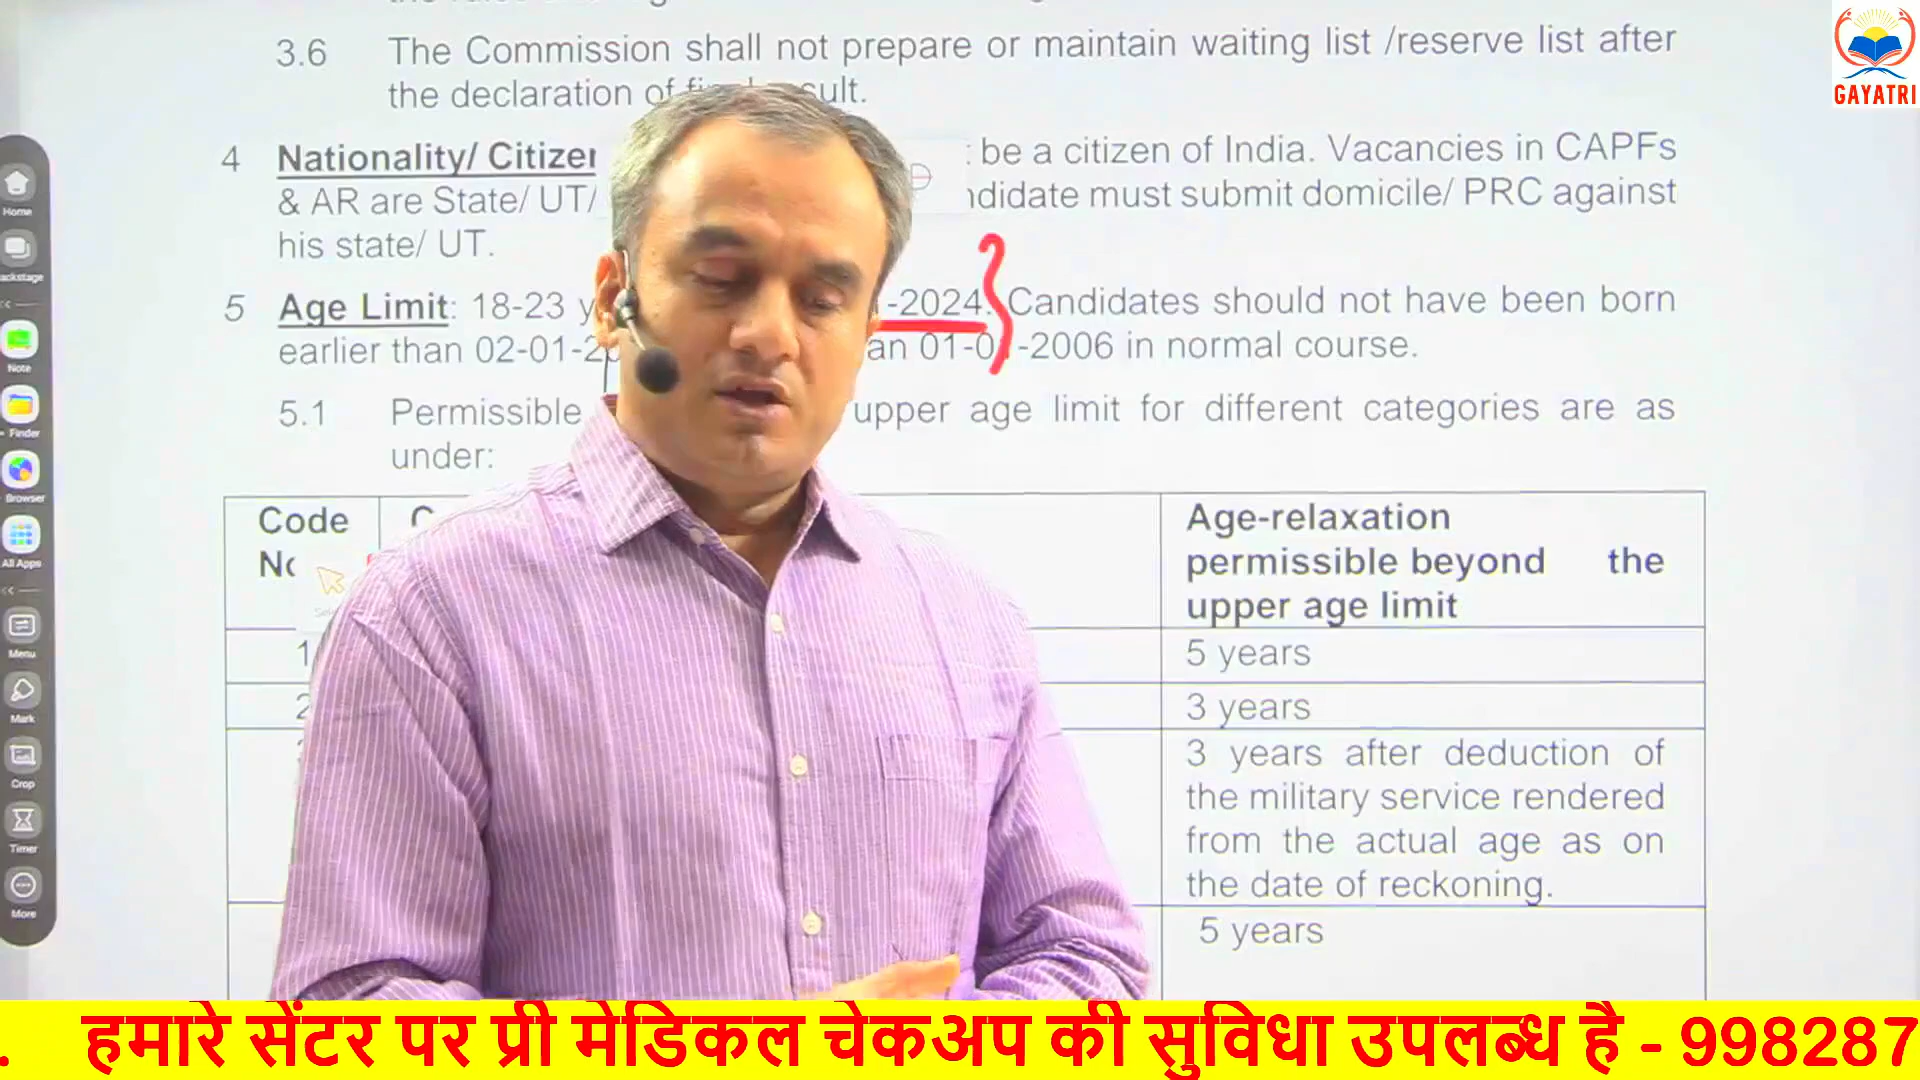 3.6 The Commission shall not prepare or maintain waiting list /reserve list after
the declaration of sult.
GAYATRI
4 Nationality/ be a citizen of India. Vacancies in CAPFs
& AR are State/ UT/ must submit domicile/ PRC against
his state/ UT.
5 Age Limit: 18-23 -2024. Candidates should not have been born
earlier than 02-01- 01- -2006 in normal course.
5.1 Permissible upper age limit for different categories are as
under:
Code Age-relaxation
permissible beyond the
upper age limit
5 years
3 years
3 years after deduction of
the military service rendered
from the actual age as on
the date of reckoning.
5 years
Home
Note
Finder
Browser
All Apps
Menu
Mark
Crop
Timer
More
. हमारे सेंटर पर प्री मेडिकल चेकअप की सुविधा उपलब्ध है - 998287